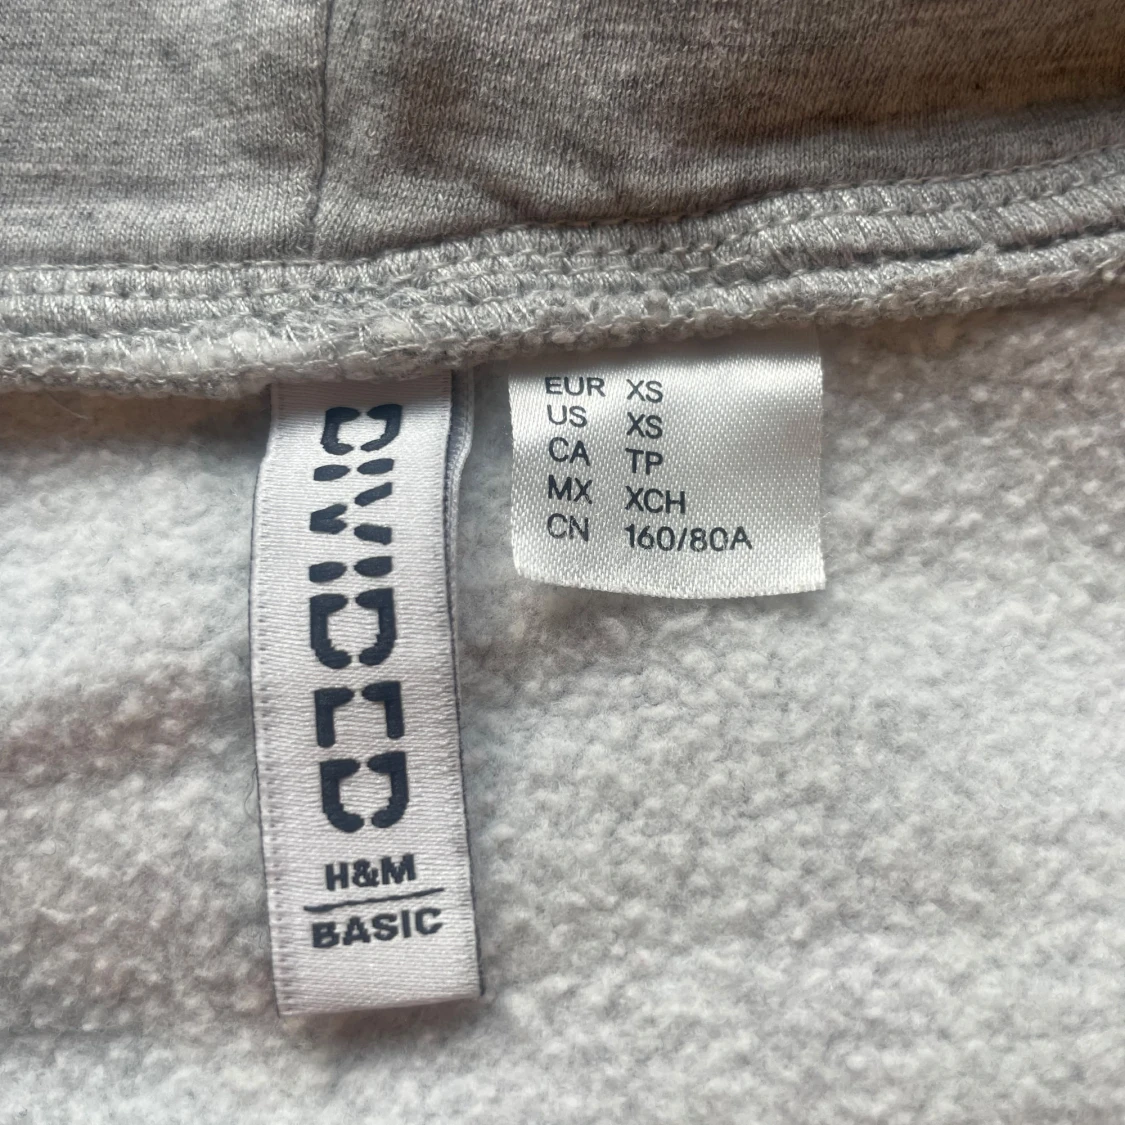 DIVIDED
H&M
BASIC
EUR XS
US XS
CA TP
MX XCH
CN 160/80A